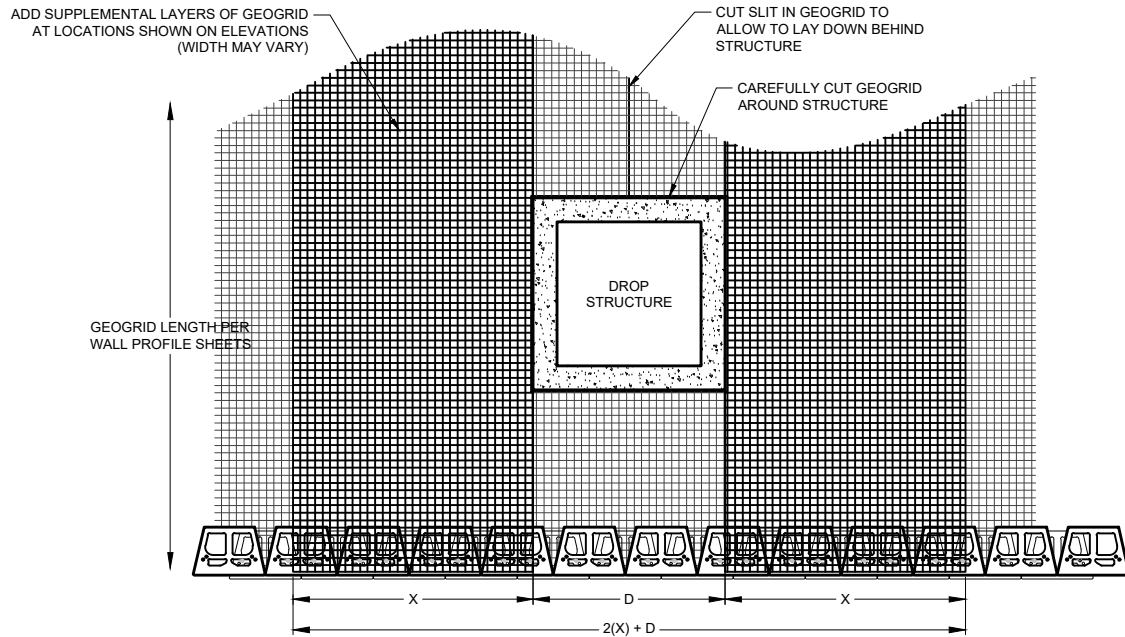 ADD SUPPLEMENTAL LAYERS OF GEOGRID
AT LOCATIONS SHOWN ON ELEVATIONS
(WIDTH MAY VARY)
CUT SLIT IN GEOGRID TO
ALLOW TO LAY DOWN BEHIND
STRUCTURE
CAREFULLY CUT GEOGRID
AROUND STRUCTURE
DROP
STRUCTURE
GEOGRID LENGTH PER
WALL PROFILE SHEETS
X
D
X
2(X) + D